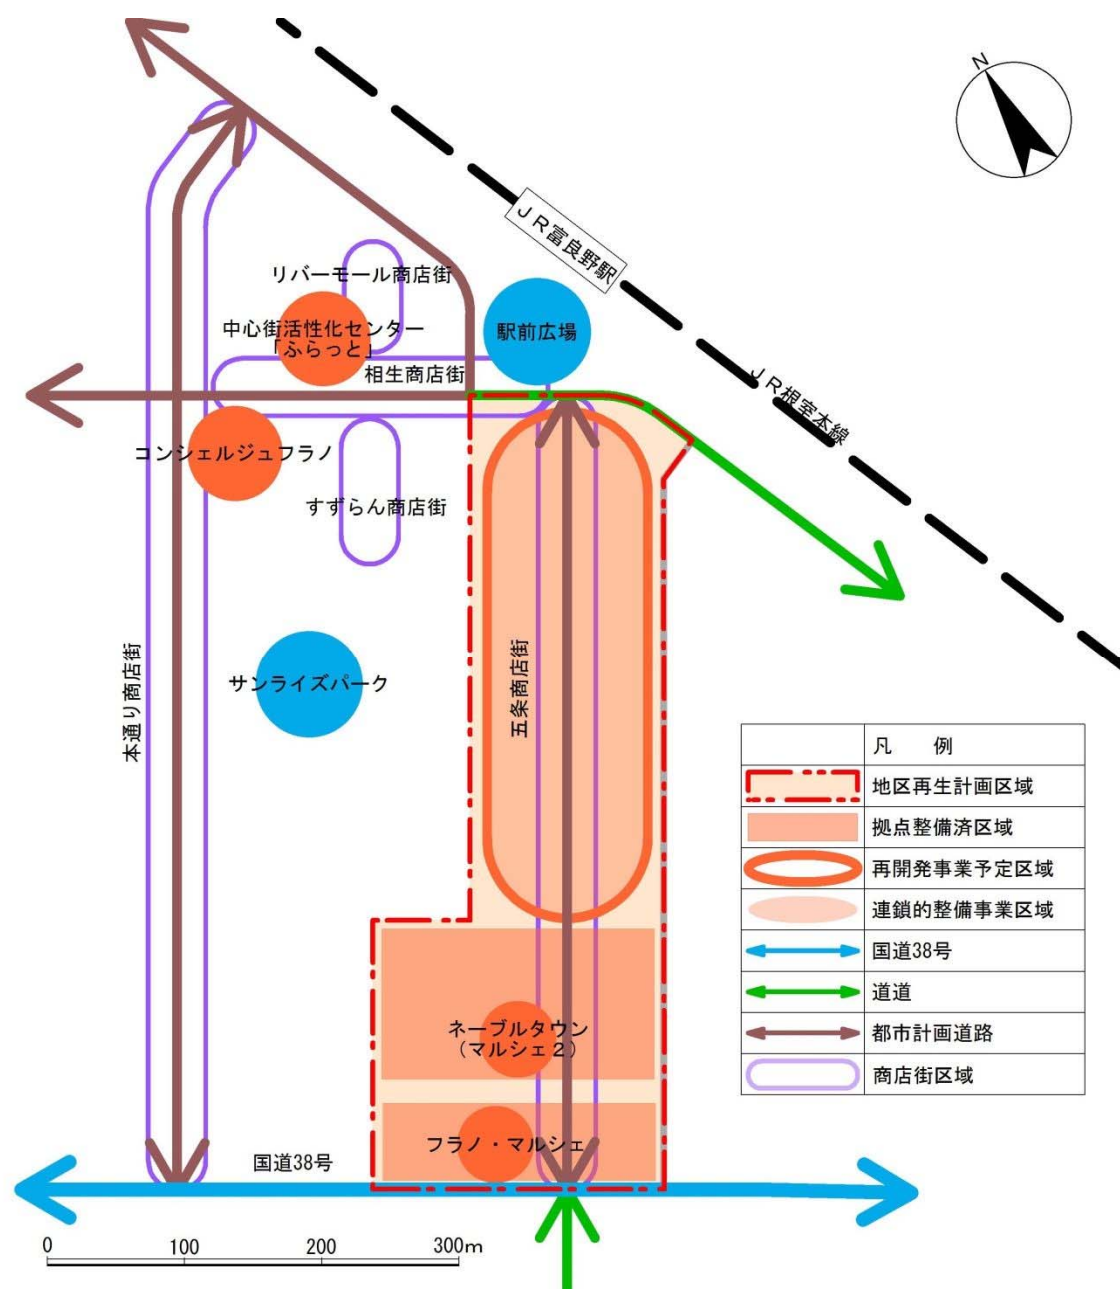 N
JR富良野駅
リバーモール商店街
中心街活性化センター
「ふらっと」
駅前広場
相生商店街
JR根室本線
コンシェルジュフラノ
すずらん商店街
本通り商店街
サンライズパーク
五条商店街
凡　例
地区再生計画区域
拠点整備済区域
再開発事業予定区域
連鎖的整備事業区域
国道38号
道道
都市計画道路
商店街区域
ネーブルタウン
（マルシェ２）
フラノ・マルシェ
国道38号
0 100 200 300m